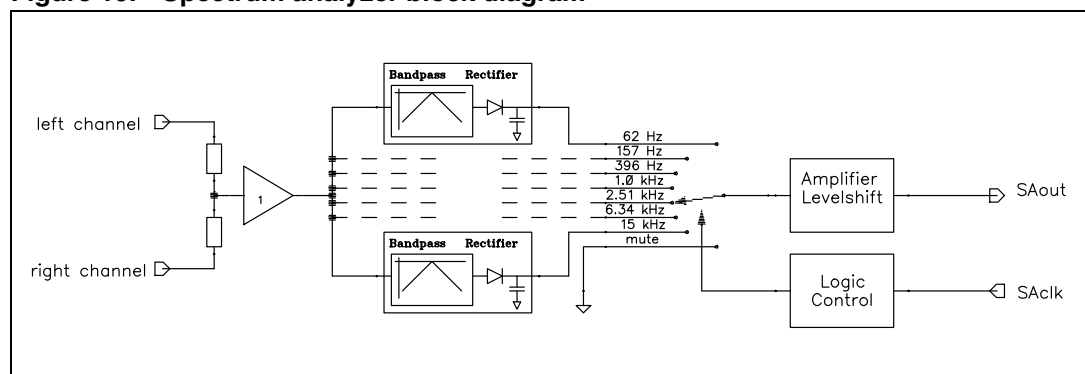 Figure 16. Spectrum analyzer block diagram
Bandpass Rectifier
left channel
62 Hz
157 Hz
396 Hz
1.0 kHz
2.51 kHz
6.34 kHz
15 kHz
mute
1
Amplifier
Levelshift
SAout
Bandpass Rectifier
right channel
Logic
Control
SAclk